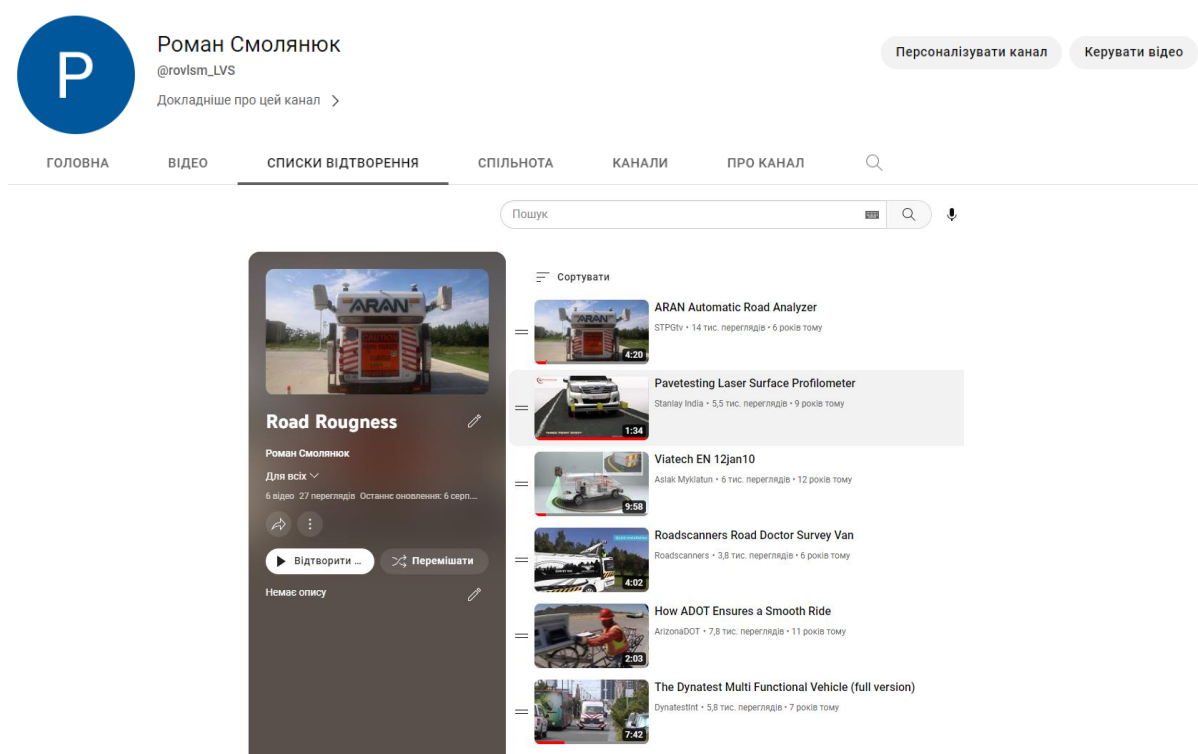 Р
Роман Смолянюк
@rovlsm_LVS
Докладніше про цей канал
Персоналізувати канал
Керувати відео
ГОЛОВНА
ВІДЕО
СПИСКИ ВІДТВОРЕННЯ
СПІЛЬНОТА
КАНАЛИ
ПРО КАНАЛ
Пошук
ARAN
Road Rougness
Роман Смолянюк
Для всіх
6 відео 27 переглядів Останнє оновлення: 6 серп...
Відтворити ...
Перемішати
Немає опису
Сортувати
ARAN
4:20
ARAN Automatic Road Analyzer
STPGtv • 14 тис. переглядів • 6 років тому
1:34
Pavetesting Laser Surface Profilometer
Stanlay India • 5,5 тис. переглядів • 9 років тому
9:58
Viatech EN 12jan10
Aslak Myklatun • 6 тис. переглядів • 12 років тому
4:02
Roadscanners Road Doctor Survey Van
Roadscanners • 3,8 тис. переглядів • 6 років тому
2:03
How ADOT Ensures a Smooth Ride
ArizonaDOT • 7,8 тис. переглядів • 11 років тому
7:42
The Dynatest Multi Functional Vehicle (full version)
DynatestInt • 5,8 тис. переглядів • 7 років тому